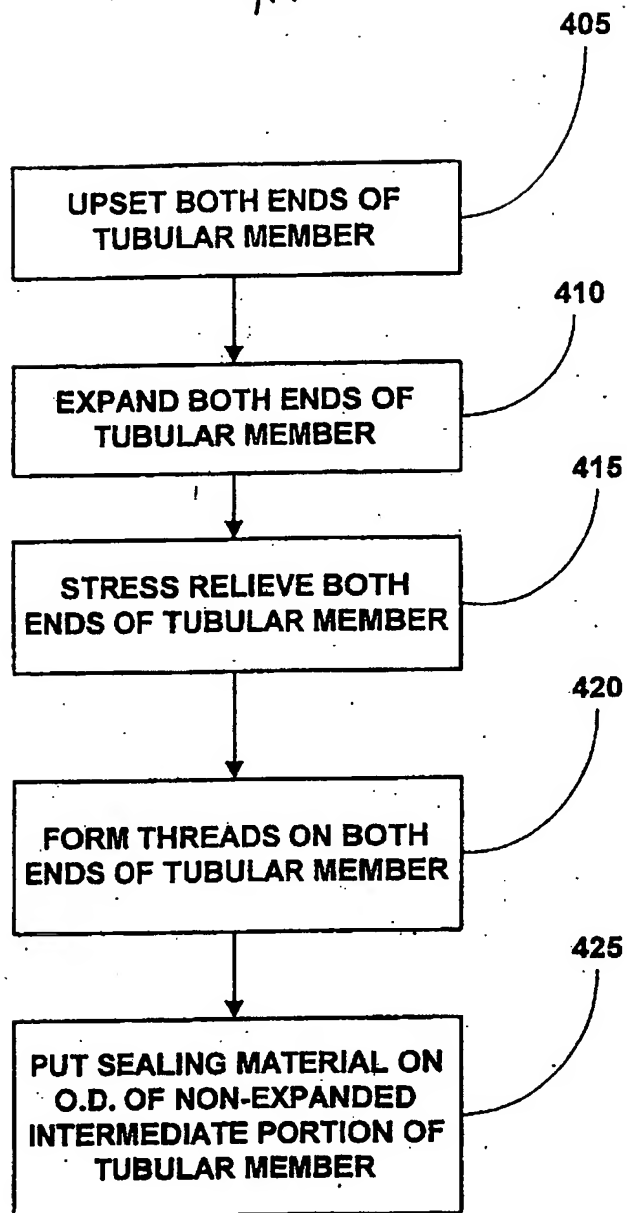 405
UPSET BOTH ENDS OF
TUBULAR MEMBER
410
EXPAND BOTH ENDS OF
TUBULAR MEMBER
415
STRESS RELIEVE BOTH
ENDS OF TUBULAR MEMBER
420
FORM THREADS ON BOTH
ENDS OF TUBULAR MEMBER
425
PUT SEALING MATERIAL ON
O.D. OF NON-EXPANDED
INTERMEDIATE PORTION OF
TUBULAR MEMBER